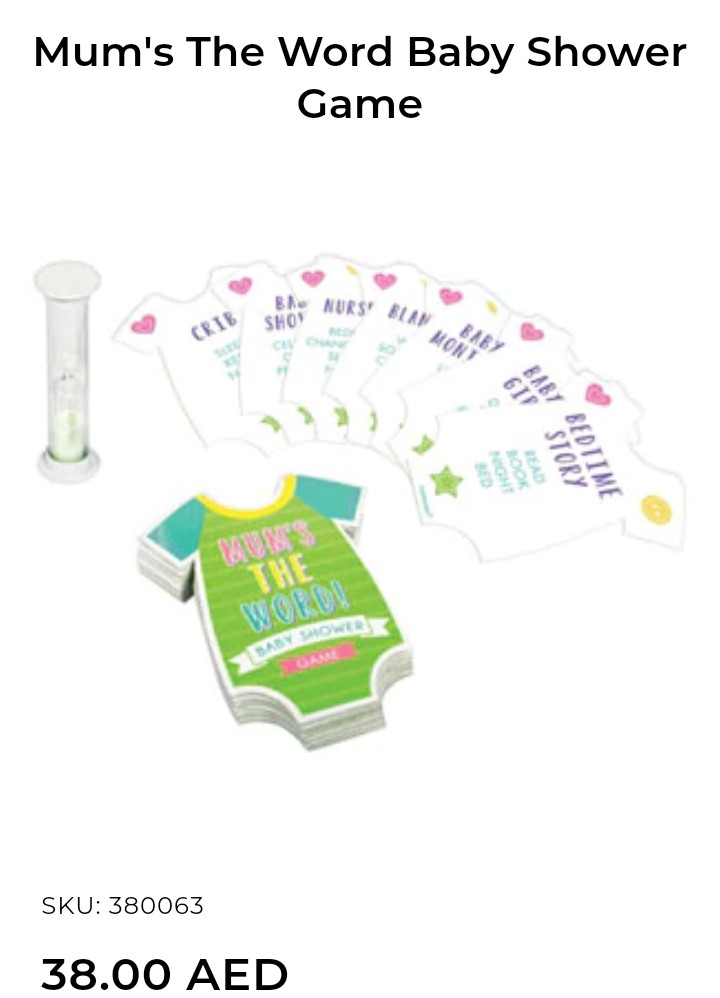 Mum's The Word Baby Shower
Game
CRIB
NURS
BLAN
BABY
MONT
BABY
BEDTIME
STORY
READ
BOOK
NIGHT
BED
MUM'S
THE
WORD!
BABY SHOWER
GAME
SKU: 380063
38.00 AED